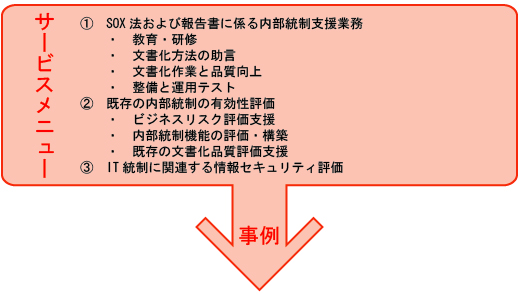 サービスメニュー
① SOX法および報告書に係る内部統制支援業務
・ 教育・研修
・ 文書化方法の助言
・ 文書化作業と品質向上
・ 整備と運用テスト
② 既存の内部統制の有効性評価
・ ビジネスリスク評価支援
・ 内部統制機能の評価・構築
・ 既存の文書化品質評価支援
③ IT統制に関連する情報セキュリティ評価
事例